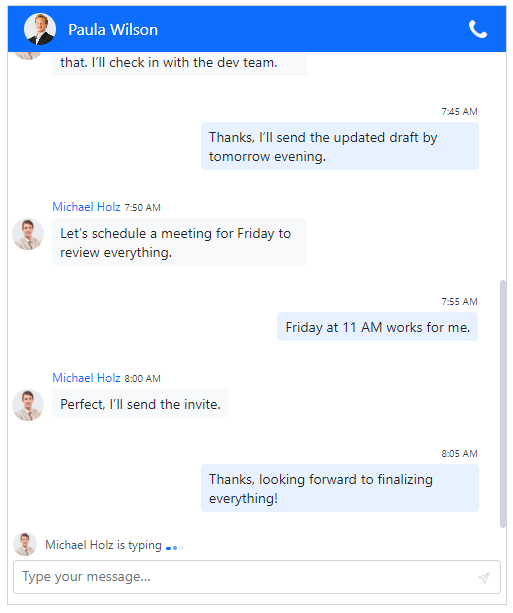 Paula Wilson
that. I’ll check in with the dev team.
7:45 AM
Thanks, I’ll send the updated draft by
tomorrow evening.
Michael Holz 7:50 AM
Let’s schedule a meeting for Friday to
review everything.
7:55 AM
Friday at 11 AM works for me.
Michael Holz 8:00 AM
Perfect, I’ll send the invite.
8:05 AM
Thanks, looking forward to finalizing
everything!
Michael Holz is typing
Type your message...